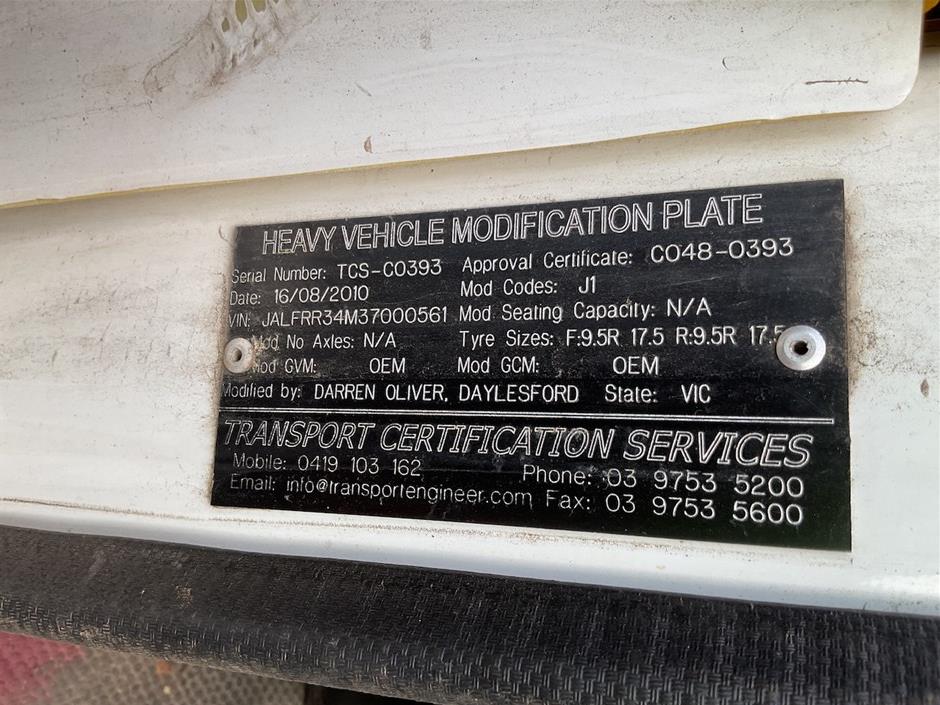 HEAVY VEHICLE MODIFICATION PLATE
Serial Number: TCS-C0393 Approval Certificate: CO48-0393
Date: 16/08/2010 Mod Codes: J1
VIN: JALFRR34M37000561 Mod Seating Capacity: N/A
Mod No Axles: N/A Tyre Sizes: F:9.5R 17.5 R:9.5R 17.5
Mod GVM: OEM Mod GCM: OEM
Modified by: DARREN OLIVER, DAYLESFORD State: VIC
TRANSPORT CERTIFICATION SERVICES
Mobile: 0419 103 162 Phone: 03 9753 5200
Email: info@transportengineer.com Fax: 03 9753 5600